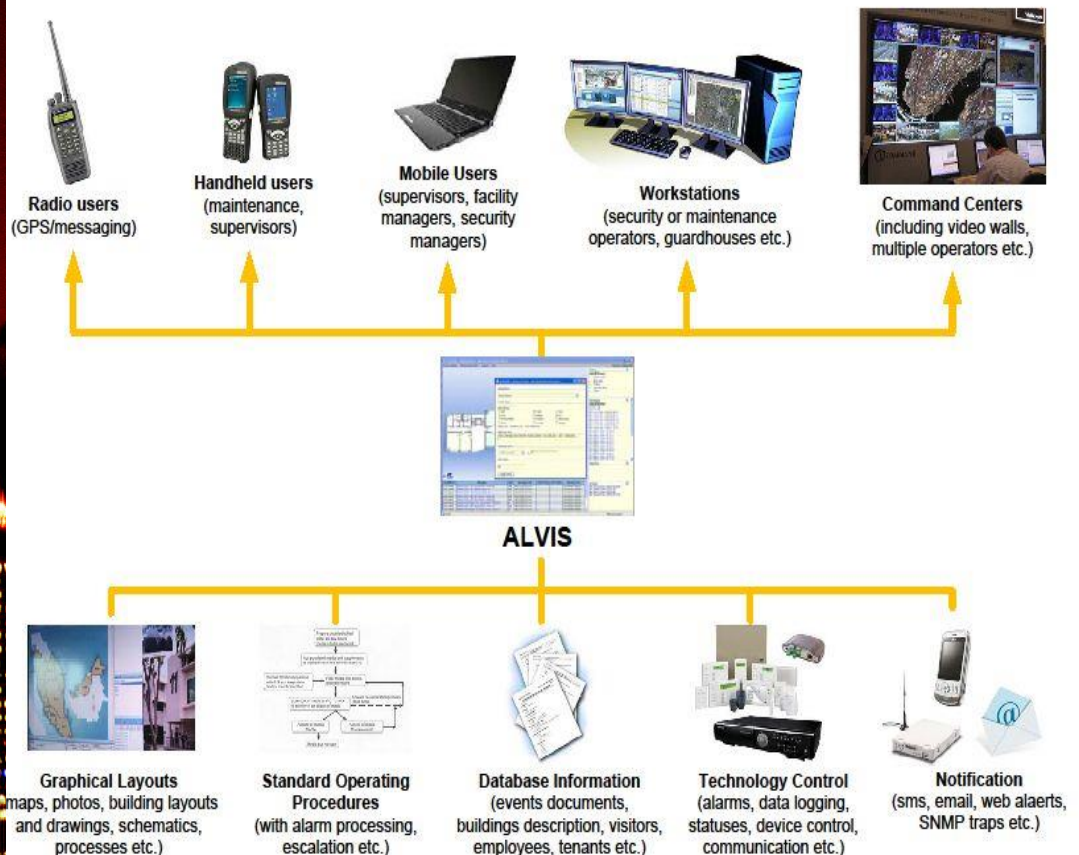 Radio users
(GPS/messaging)
Handheld users
(maintenance,
supervisors)
Mobile Users
(supervisors, facility
managers, security
managers)
Workstations
(security or maintenance
operators, guardhouses etc.)
Command Centers
(including video walls,
multiple operators etc.)
ALVIS
Graphical Layouts
maps, photos, building layouts
and drawings, schematics,
processes etc.)
Standard Operating
Procedures
(with alarm processing,
escalation etc.)
Database Information
(events documents,
buildings description, visitors,
employees, tenants etc.)
Technology Control
(alarms, data logging,
statuses, device control,
communication etc.)
Notification
(sms, email, web alaerts,
SNMP traps etc.)